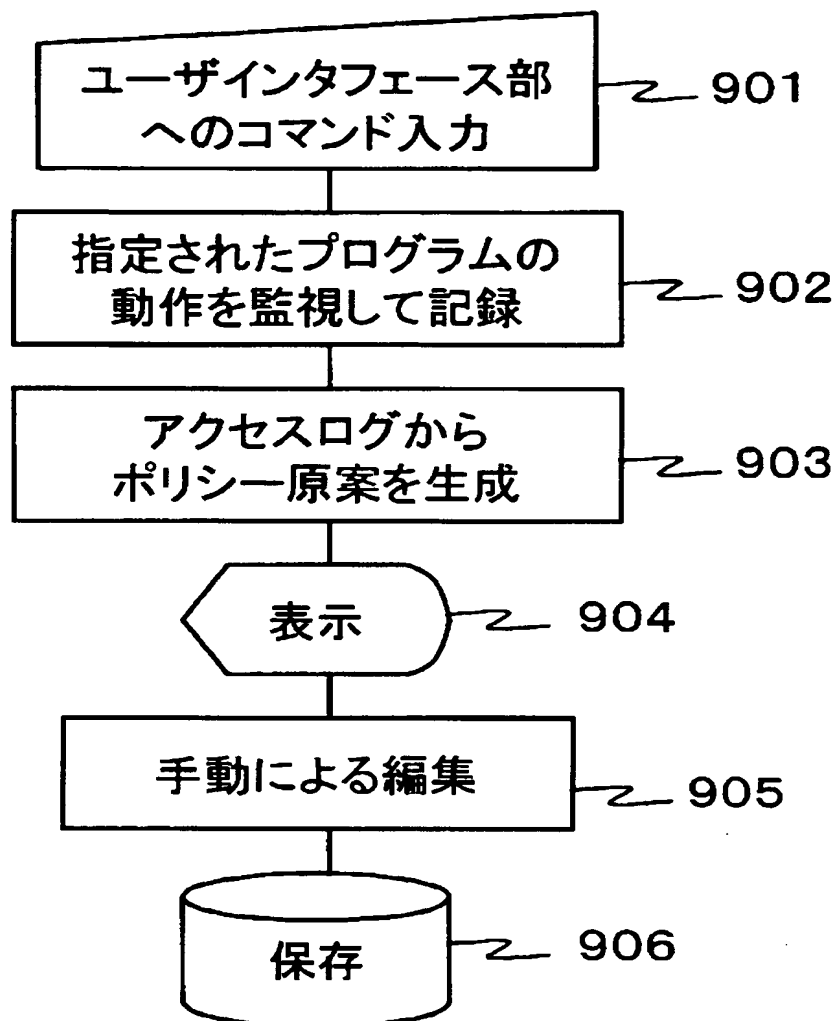 ユーザインタフェース部
へのコマンド入力
901
指定されたプログラムの
動作を監視して記録
902
アクセスログから
ポリシー原案を生成
903
表示
904
手動による編集
905
保存
906